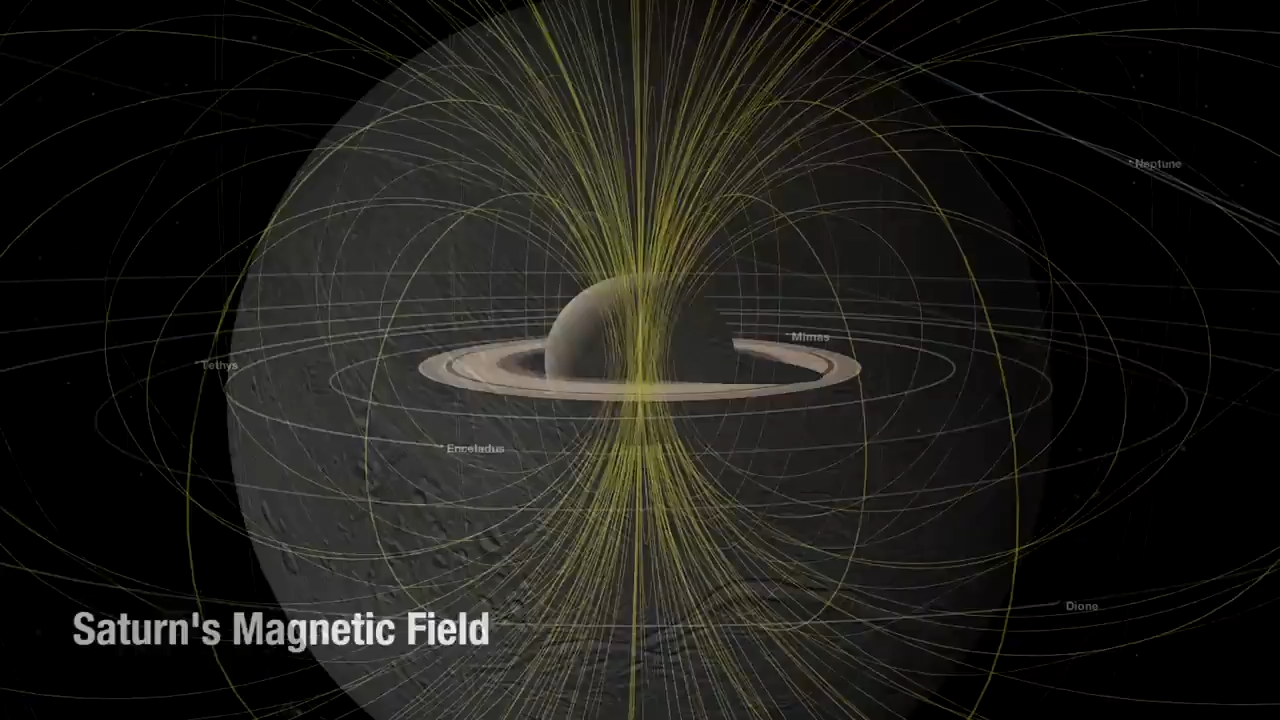 Neptune
Mimas
Tethys
Enceladus
Dione
Saturn's Magnetic Field